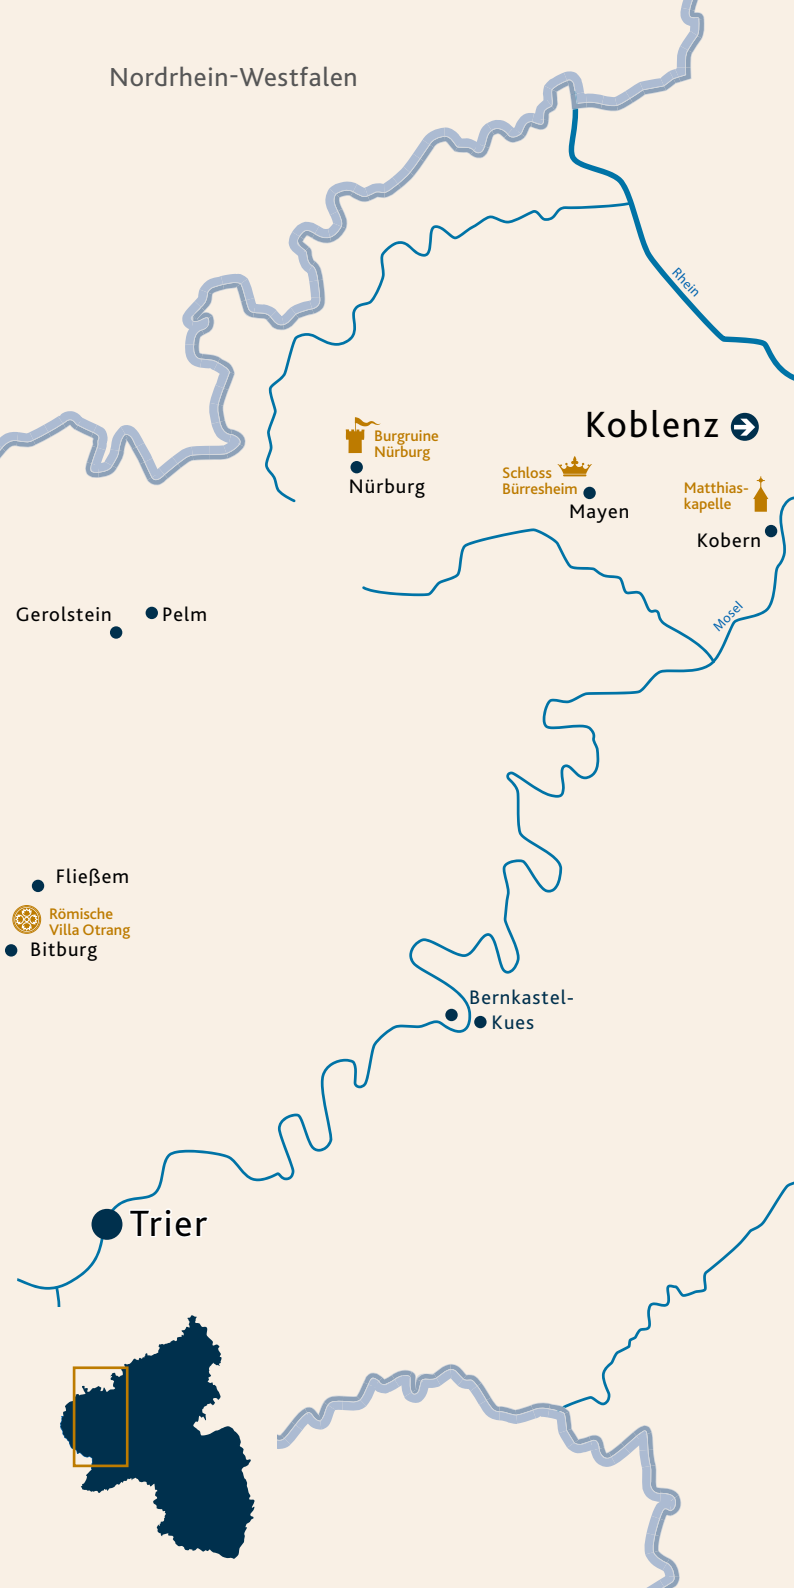 Nordrhein-Westfalen
Rhein
Koblenz
Burgruine
Nürburg
Nürburg
Schloss
Bürresheim
Mayen
Matthias-
kapelle
Kobern
Mosel
Gerolstein
Pelm
Fließem
Römische
Villa Otrang
Bitburg
Bernkastel-
Kues
Trier